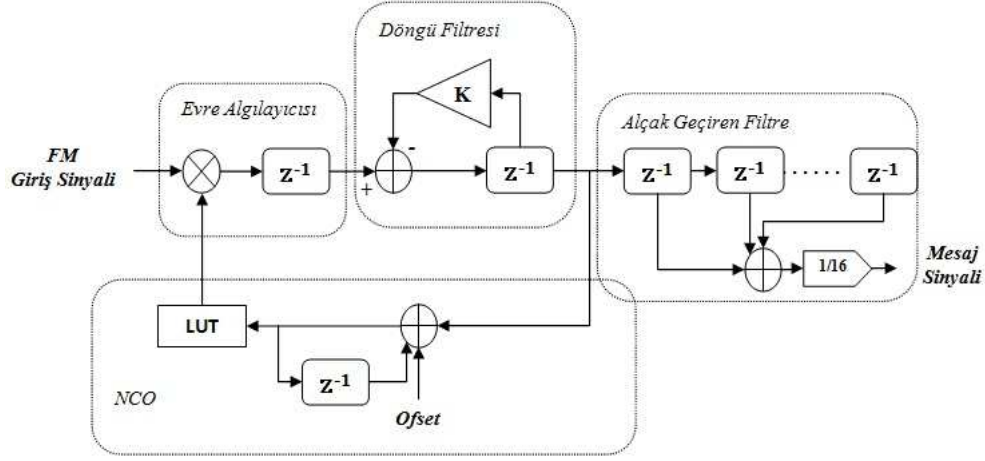 Döngü Filtresi
K
-
Evre Algılayıcısı
Alçak Geçiren Filtre
FM
Giriş Sinyali
z-1
+
z-1
z-1
z-1
......
z-1
1/16
Mesaj
Sinyali
LUT
z-1
NCO
Ofset